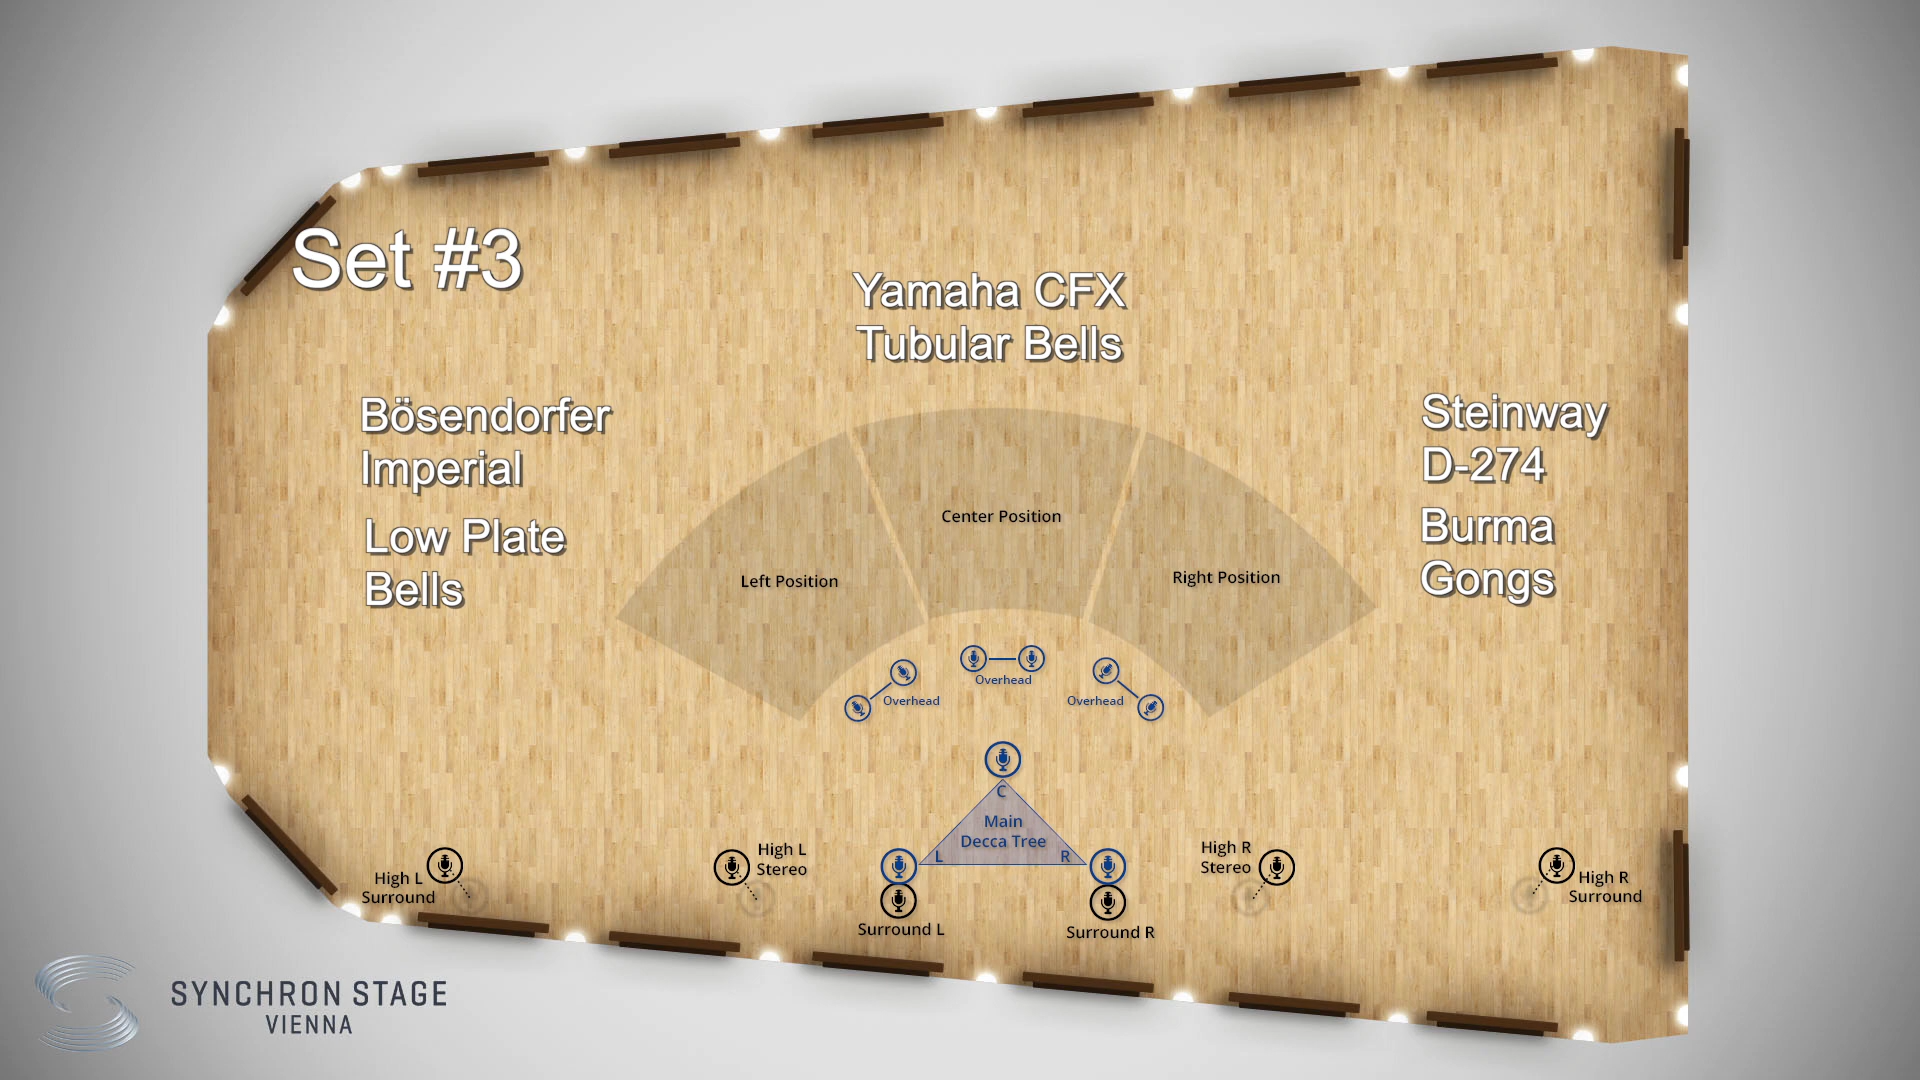 Set #3
Yamaha CFX
Tubular Bells
Bösendorfer
Imperial
Low Plate
Bells
Steinway
D-274
Burma
Gongs
Center Position
Left Position
Right Position
Overhead
Overhead
Overhead
C
Main
Decca Tree
L
R
High L
Surround
High L
Stereo
Surround L
Surround R
High R
Stereo
High R
Surround
SYNCHRON STAGE
VIENNA